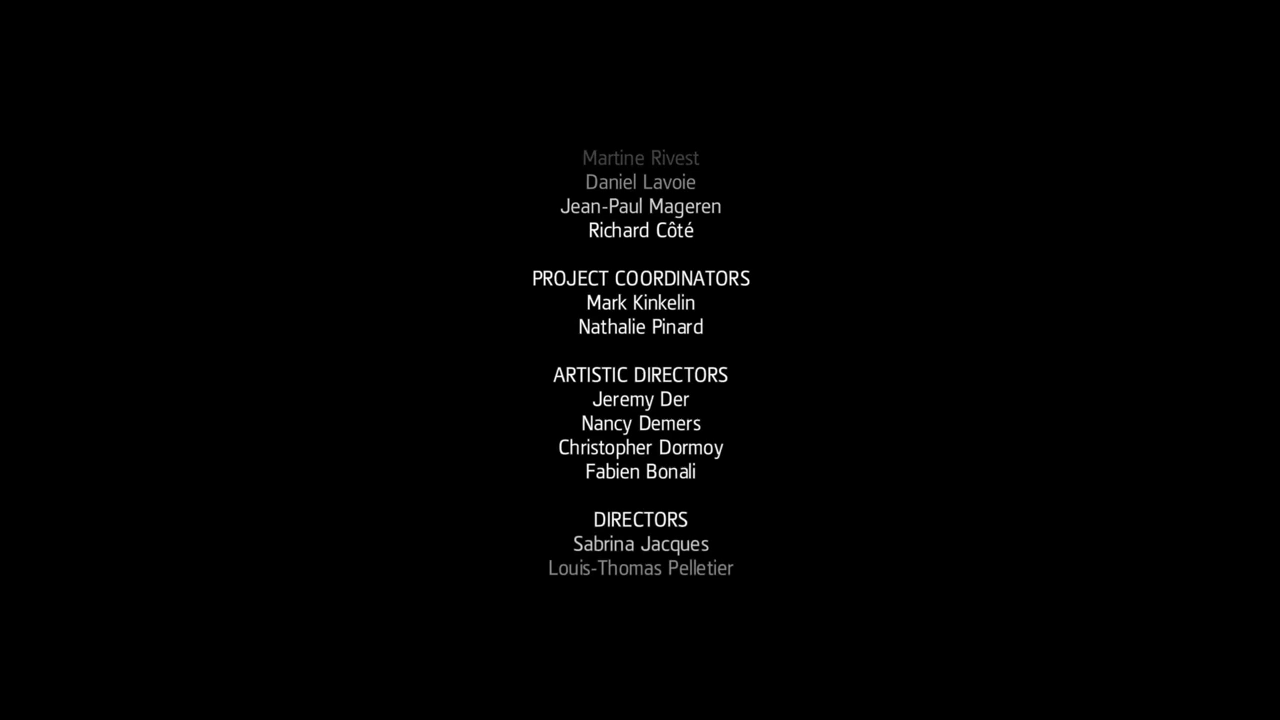 Martine Rivest
Daniel Lavoie
Jean-Paul Mageren
Richard Côté
PROJECT COORDINATORS
Mark Kinkelin
Nathalie Pinard
ARTISTIC DIRECTORS
Jeremy Der
Nancy Demers
Christopher Dormoy
Fabien Bonali
DIRECTORS
Sabrina Jacques
Louis-Thomas Pelletier